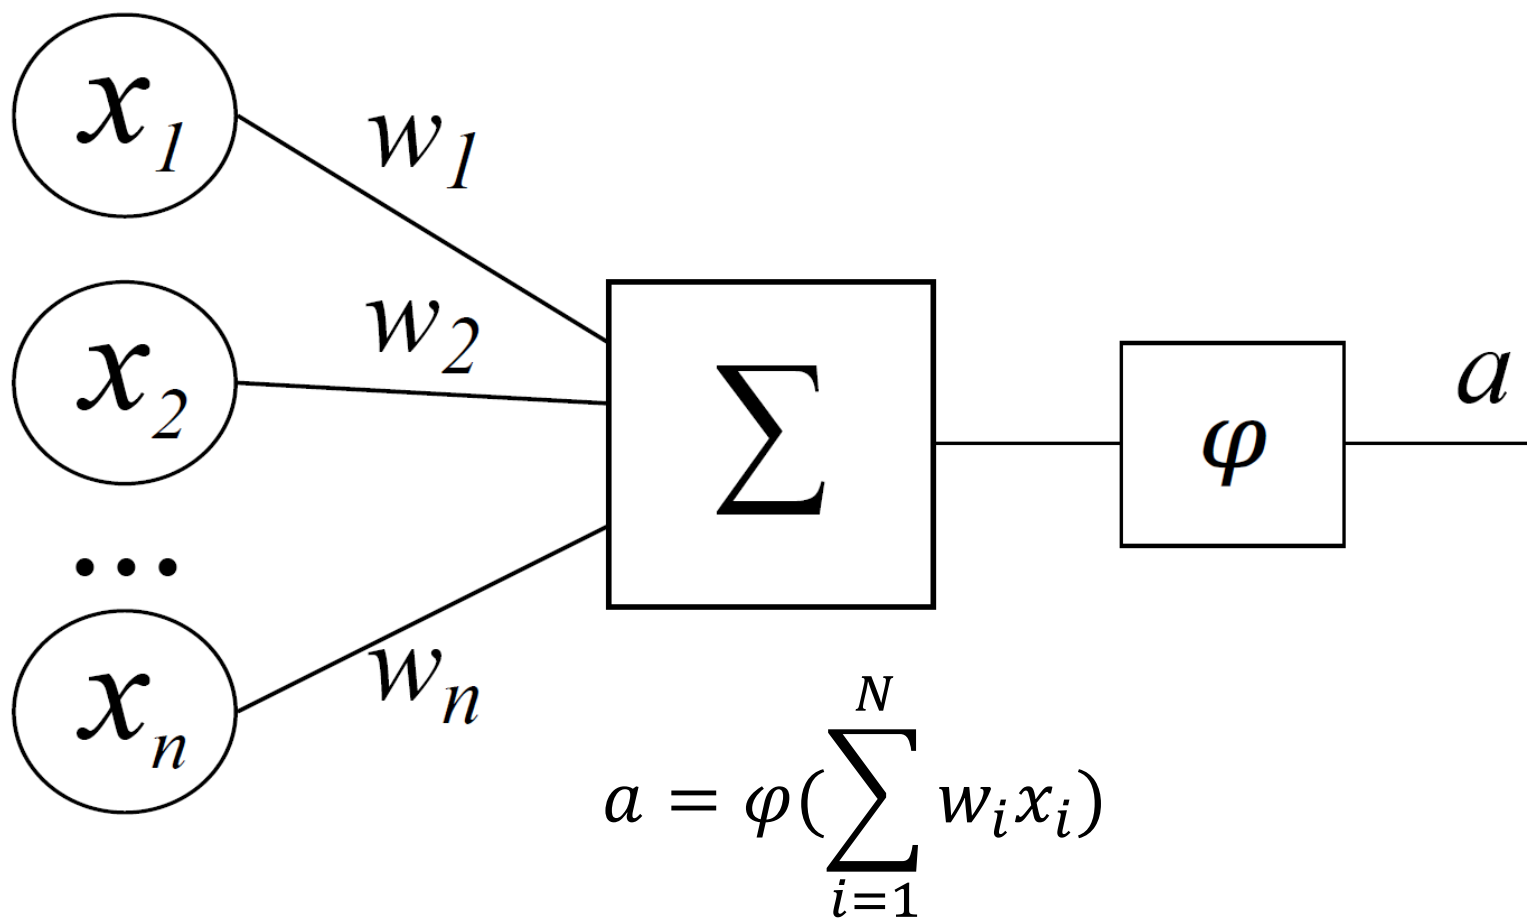 x₁
w₁
x₂
w₂
...
xₙ
wₙ
∑
φ
a
a = φ(∑_{i=1}^{N} wᵢxᵢ)